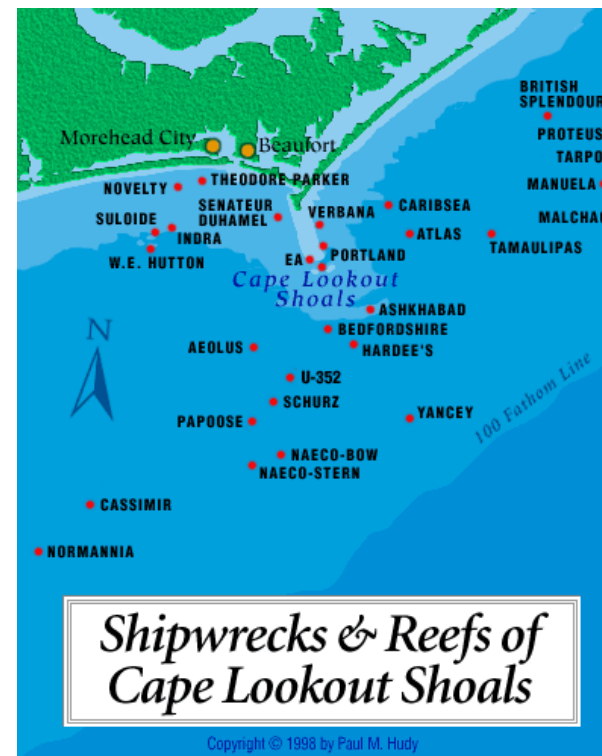 BRITISH
SPLENDOUR
PROTEUS
TARPO
MANUELA
MALCHA
Morehead City
Beaufort
THEODORE PARKER
NOVELTY
SENATEUR
DUHAMEL
VERBANA
CARIBSEA
SULOIDE
INDRA
ATLAS
TAMAULIPAS
W.E. HUTTON
EA
PORTLAND
Cape Lookout
Shoals
ASHKHABAD
BEDFORDSHIRE
HARDEE'S
AEOLUS
N
U-352
SCHURZ
PAPOOSE
YANCEY
100 Fathom Line
NAECO-BOW
NAECO-STERN
CASSIMIR
NORMANNIA
Shipwrecks & Reefs of
Cape Lookout Shoals
Copyright © 1998 by Paul M. Hudy